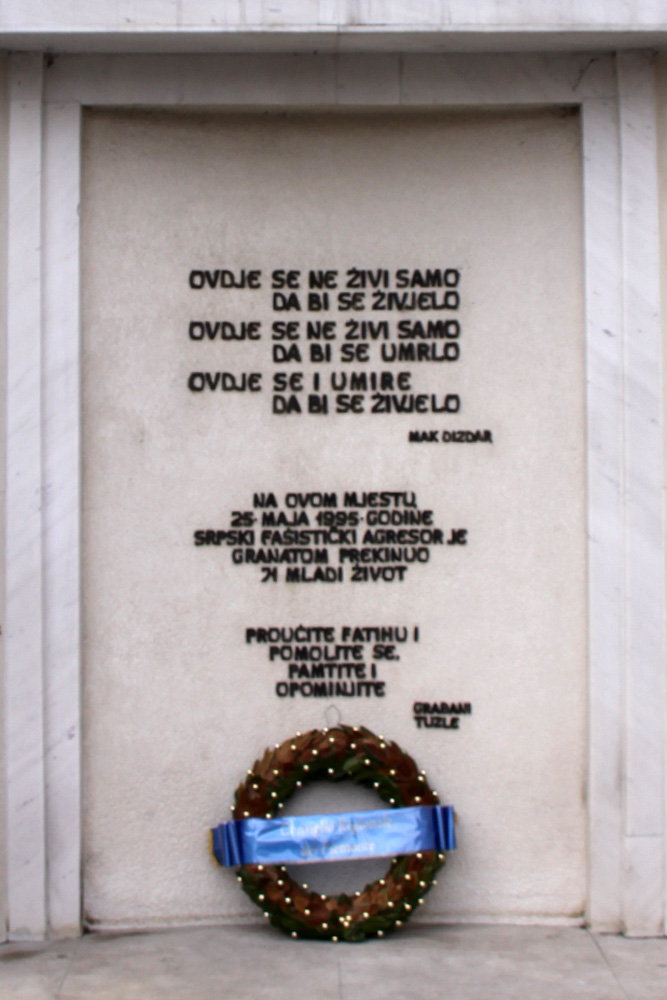 OVDJE SE NE ŽIVI SAMO
DA BI SE ŽIVJELO
OVDJE SE NE ŽIVI SAMO
DA BI SE UMRLO
OVDJE SE I UMIRE
DA BI SE ŽIVJELO
MAK DIZDAR
NA OVOM MJESTU,
25. MAJA 1995. GODINE
SRPSKI FAŠISTIČKI AGRESOR JE
GRANATOM PREKINUO
71 MLADI ŽIVOT
PROUČITE FATIHU I
POMOLITE SE,
PAMTITE I
OPOMINJITE
GRAĐANI
TUZLE